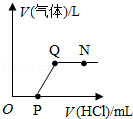 V(气体)/L
Q N
O P V(HCl)/mL